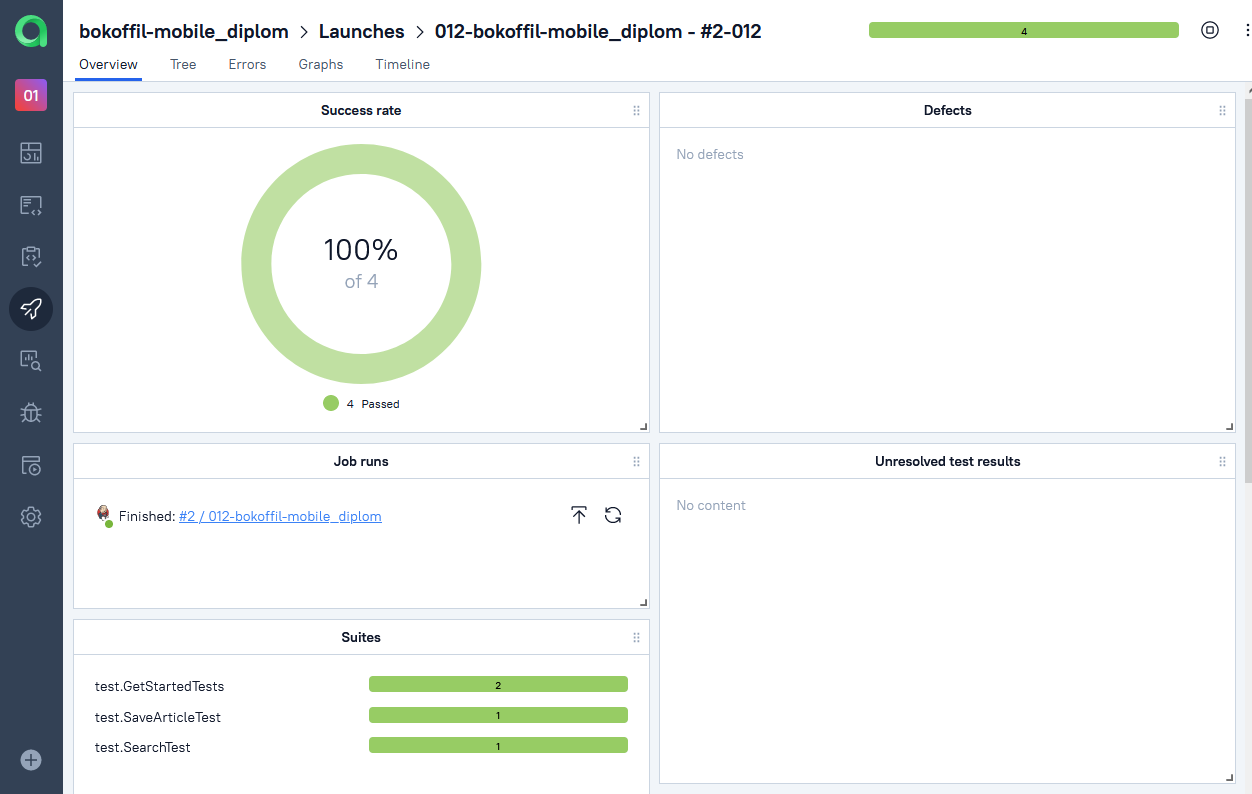 bokoffil-mobile_diplom > Launches > 012-bokoffil-mobile_diplom - #2-012
4
Overview Tree Errors Graphs Timeline
01
Success rate
100%
of 4
4 Passed
Defects
No defects
Job runs
Finished: #2 / 012-bokoffil-mobile_diplom
Unresolved test results
No content
Suites
test.GetStartedTests 2
test.SaveArticleTest 1
test.SearchTest 1